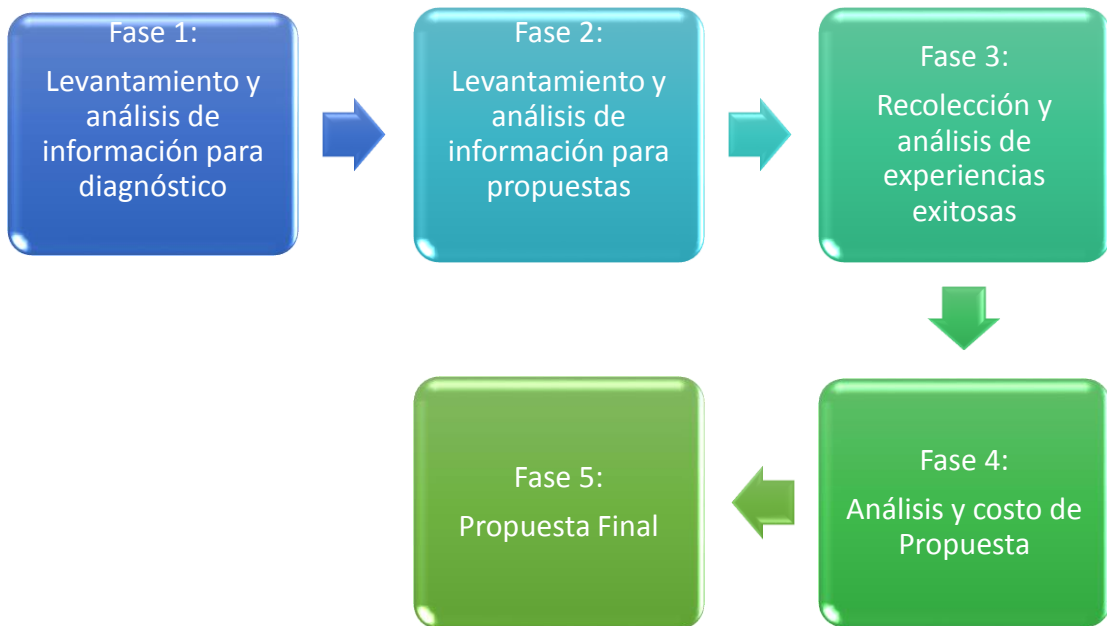 Fase 1:
Levantamiento y
análisis de
información para
diagnóstico
Fase 2:
Levantamiento y
análisis de
información para
propuestas
Fase 3:
Recolección y
análisis de
experiencias
exitosas
Fase 4:
Análisis y costo de
Propuesta
Fase 5:
Propuesta Final